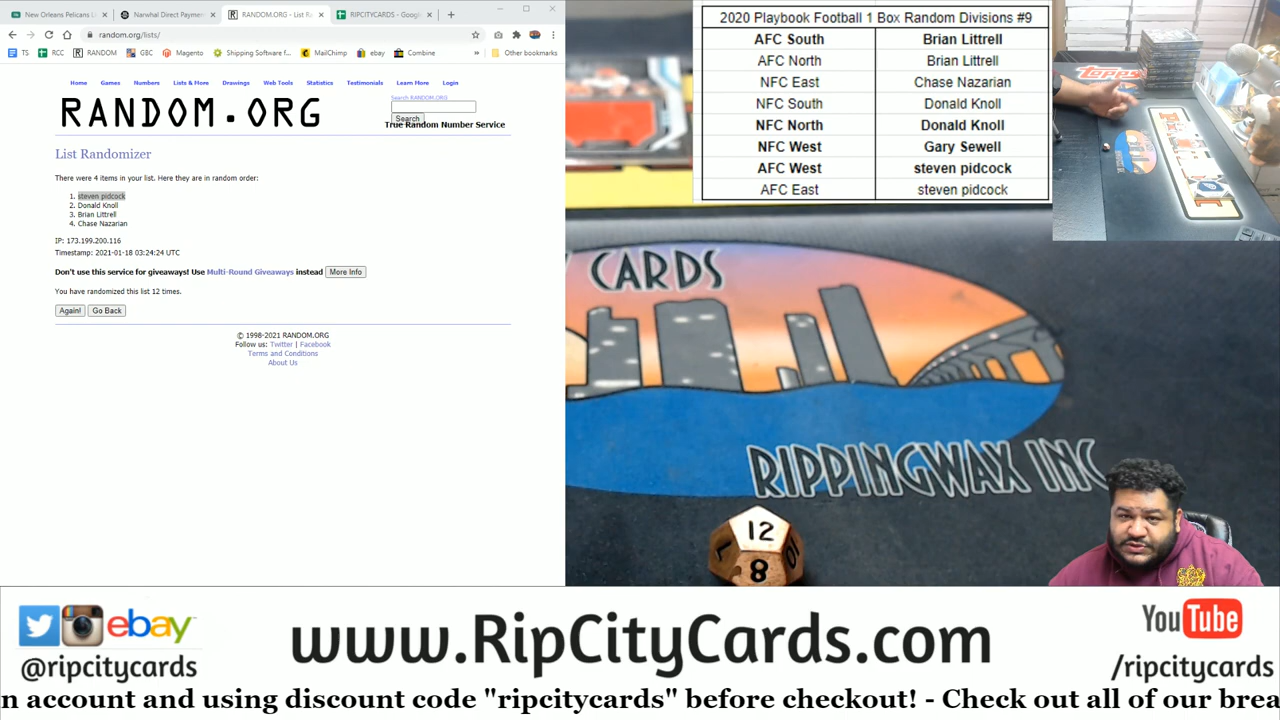 New Orleans Pelicans L
Narwhal Direct Paymen
RANDOM.ORG - List Ra
RIPCITYCARDS - Googl
random.org/lists/
TS
RCC
RANDOM
GBC
Magento
Shipping Software f...
MailChimp
ebay
Combine
Other bookmarks
Home
Games
Numbers
Lists & More
Drawings
Web Tools
Statistics
Testimonials
Learn More
Login
RANDOM.ORG
Search RANDOM.ORG
Search
True Random Number Service
List Randomizer
There were 4 items in your list. Here they are in random order:
1. steven pidcock
2. Donald Knoll
3. Brian Littrell
4. Chase Nazarian
IP: 173.199.200.116
Timestamp: 2021-01-18 03:24:24 UTC
Don't use this service for giveaways! Use Multi-Round Giveaways instead More Info
You have randomized this list 12 times.
Again! Go Back
© 1998-2021 RANDOM.ORG
Follow us: Twitter | Facebook
Terms and Conditions
About Us
2020 Playbook Football 1 Box Random Divisions #9
AFC South Brian Littrell
AFC North Brian Littrell
NFC East Chase Nazarian
NFC South Donald Knoll
NFC North Donald Knoll
NFC West Gary Sewell
AFC West steven pidcock
AFC East steven pidcock
topps
CARDS
RIPPINGWAX INC
12
8
10
ebay
@ripcitycards
www.RipCityCards.com
YouTube
/ripcitycards
n account and using discount code "ripcitycards" before checkout! - Check out all of our brea